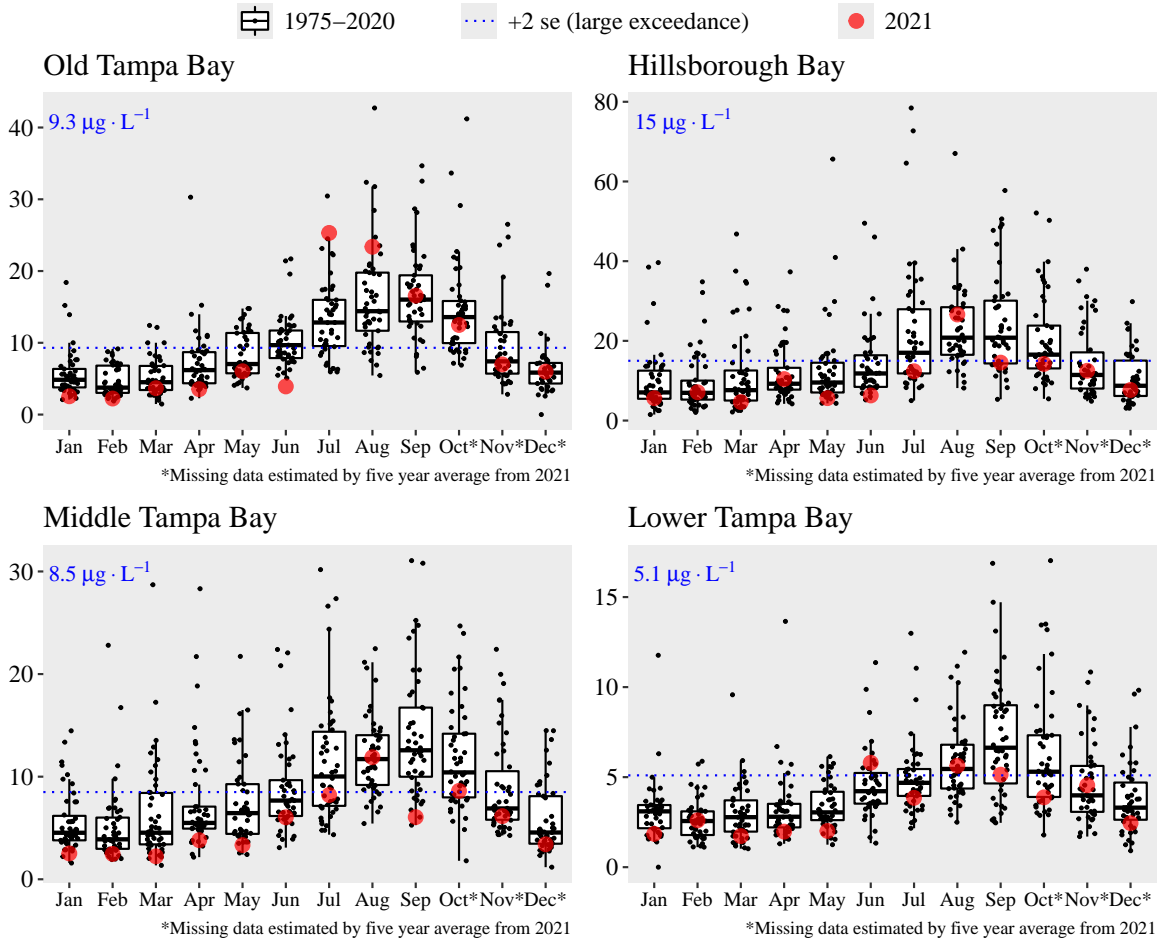 1975−2020 +2 se (large exceedance) 2021
Old Tampa Bay
9.3 μg · L⁻¹
40
30
20
10
0
Jan Feb Mar Apr May Jun Jul Aug Sep Oct* Nov* Dec*
*Missing data estimated by five year average from 2021
Hillsborough Bay
15 μg · L⁻¹
80
60
40
20
0
Jan Feb Mar Apr May Jun Jul Aug Sep Oct* Nov* Dec*
*Missing data estimated by five year average from 2021
Middle Tampa Bay
8.5 μg · L⁻¹
30
20
10
0
Jan Feb Mar Apr May Jun Jul Aug Sep Oct* Nov* Dec*
*Missing data estimated by five year average from 2021
Lower Tampa Bay
5.1 μg · L⁻¹
15
10
5
0
Jan Feb Mar Apr May Jun Jul Aug Sep Oct* Nov* Dec*
*Missing data estimated by five year average from 2021